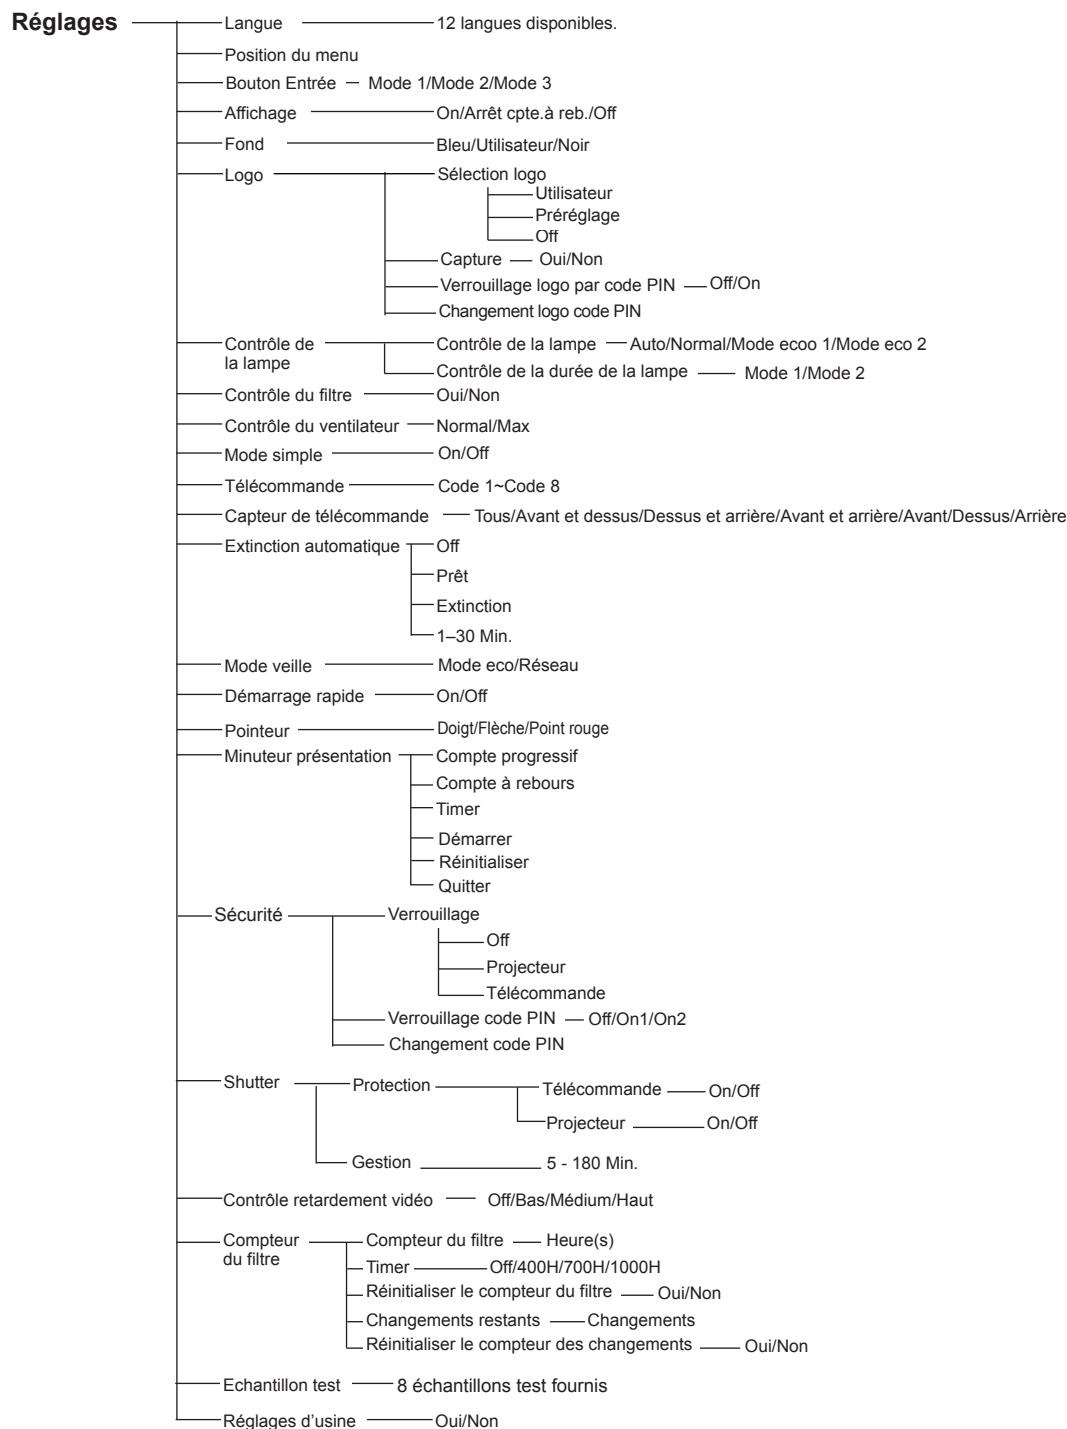 Réglages Langue 12 langues disponibles.
Position du menu
Bouton Entrée Mode 1/Mode 2/Mode 3
Affichage On/Arrêt cpte.à reb./Off
Fond Bleu/Utilisateur/Noir
Logo Sélection logo
Utilisateur
Préréglage
Off
Capture Oui/Non
Verrouillage logo par code PIN Off/On
Changement logo code PIN
Contrôle de la lampe Contrôle de la lampe Auto/Normal/Mode ecoo 1/Mode eco 2
Contrôle de la durée de la lampe Mode 1/Mode 2
Contrôle du filtre Oui/Non
Contrôle du ventilateur Normal/Max
Mode simple On/Off
Télécommande Code 1~Code 8
Capteur de télécommande Tous/Avant et dessus/Dessus et arrière/Avant et arrière/Avant/Dessus/Arrière
Extinction automatique Off
Prêt
Extinction
1–30 Min.
Mode veille Mode eco/Réseau
Démarrage rapide On/Off
Pointeur Doigt/Flèche/Point rouge
Minuteur présentation Compte progressif
Compte à rebours
Timer
Démarrer
Réinitialiser
Quitter
Sécurité Verrouillage
Off
Projecteur
Télécommande
Verrouillage code PIN Off/On1/On2
Changement code PIN
Shutter Protection Télécommande On/Off
Projecteur On/Off
Gestion 5 - 180 Min.
Contrôle retardement vidéo Off/Bas/Médium/Haut
Compteur du filtre Compteur du filtre Heure(s)
Timer Off/400H/700H/1000H
Réinitialiser le compteur du filtre Oui/Non
Changements restants Changements
Réinitialiser le compteur des changements Oui/Non
Echantillon test 8 échantillons test fournis
Réglages d'usine Oui/Non